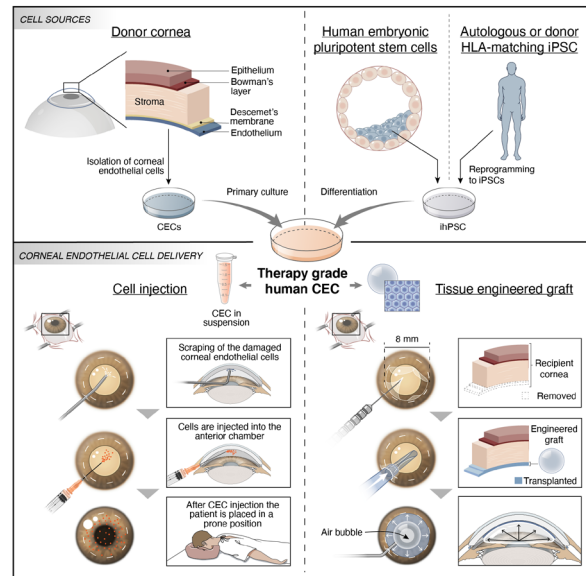 CELL SOURCES
Donor cornea
Epithelium
Bowman's
layer
Stroma
Descemet's
membrane
Endothelium
Isolation of corneal
endothelial cells
CECs
Primary culture
Human embryonic
pluripotent stem cells
Autologous or donor
HLA-matching iPSC
Reprogramming
to iPSCs
Differentiation
ihPSC
CORNEAL ENDOTHELIAL CELL DELIVERY
Therapy grade
human CEC
Cell injection
CEC in
suspension
Scraping of the damaged
corneal endothelial cells
Cells are injected into the
anterior chamber
After CEC injection the
patient is placed in a
prone position
Tissue engineered graft
8 mm
Recipient
cornea
Removed
Engineered
graft
Transplanted
Air bubble